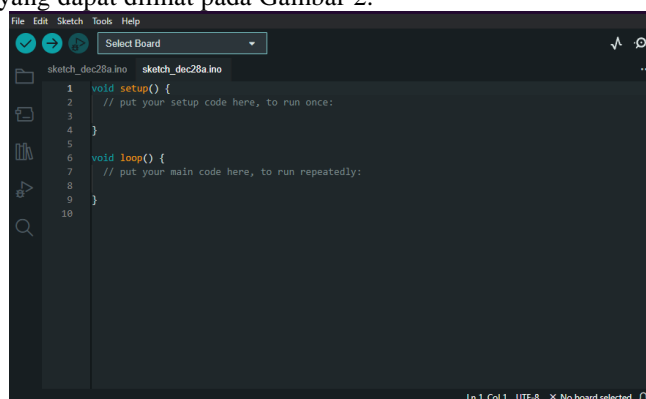 yang dapat dilihat pada Gambar 2.
File Edit Sketch Tools Help
Select Board
sketch_dec28a.ino sketch_dec28a.ino
1 void setup() {
2 // put your setup code here, to run once:
3
4 }
5
6 void loop() {
7 // put your main code here, to run repeatedly:
8
9 }
10
Ln 1, Col 1 UTF-8 × No board selected